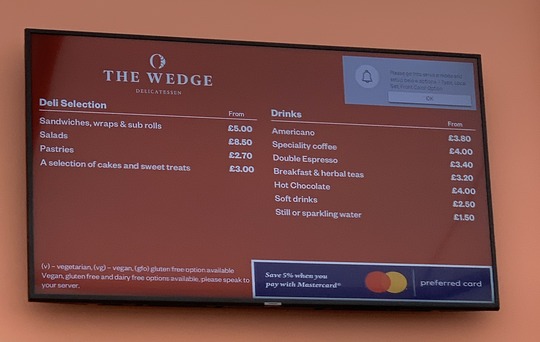 THE WEDGE
DELICATESSEN
Deli Selection
From
Sandwiches, wraps & sub rolls £5.00
Salads £8.50
Pastries £2.70
A selection of cakes and sweet treats £3.00
Drinks
From
Americano £3.80
Speciality coffee £4.00
Double Espresso £3.40
Breakfast & herbal teas £3.20
Hot Chocolate £4.00
Soft drinks £2.50
Still or sparkling water £1.50
(v) – vegetarian, (vg) – vegan, (gfo) gluten free option available
Vegan, gluten free and dairy free options available, please speak to
your server.
Save 5% when you
pay with Mastercard®
preferred card
OK